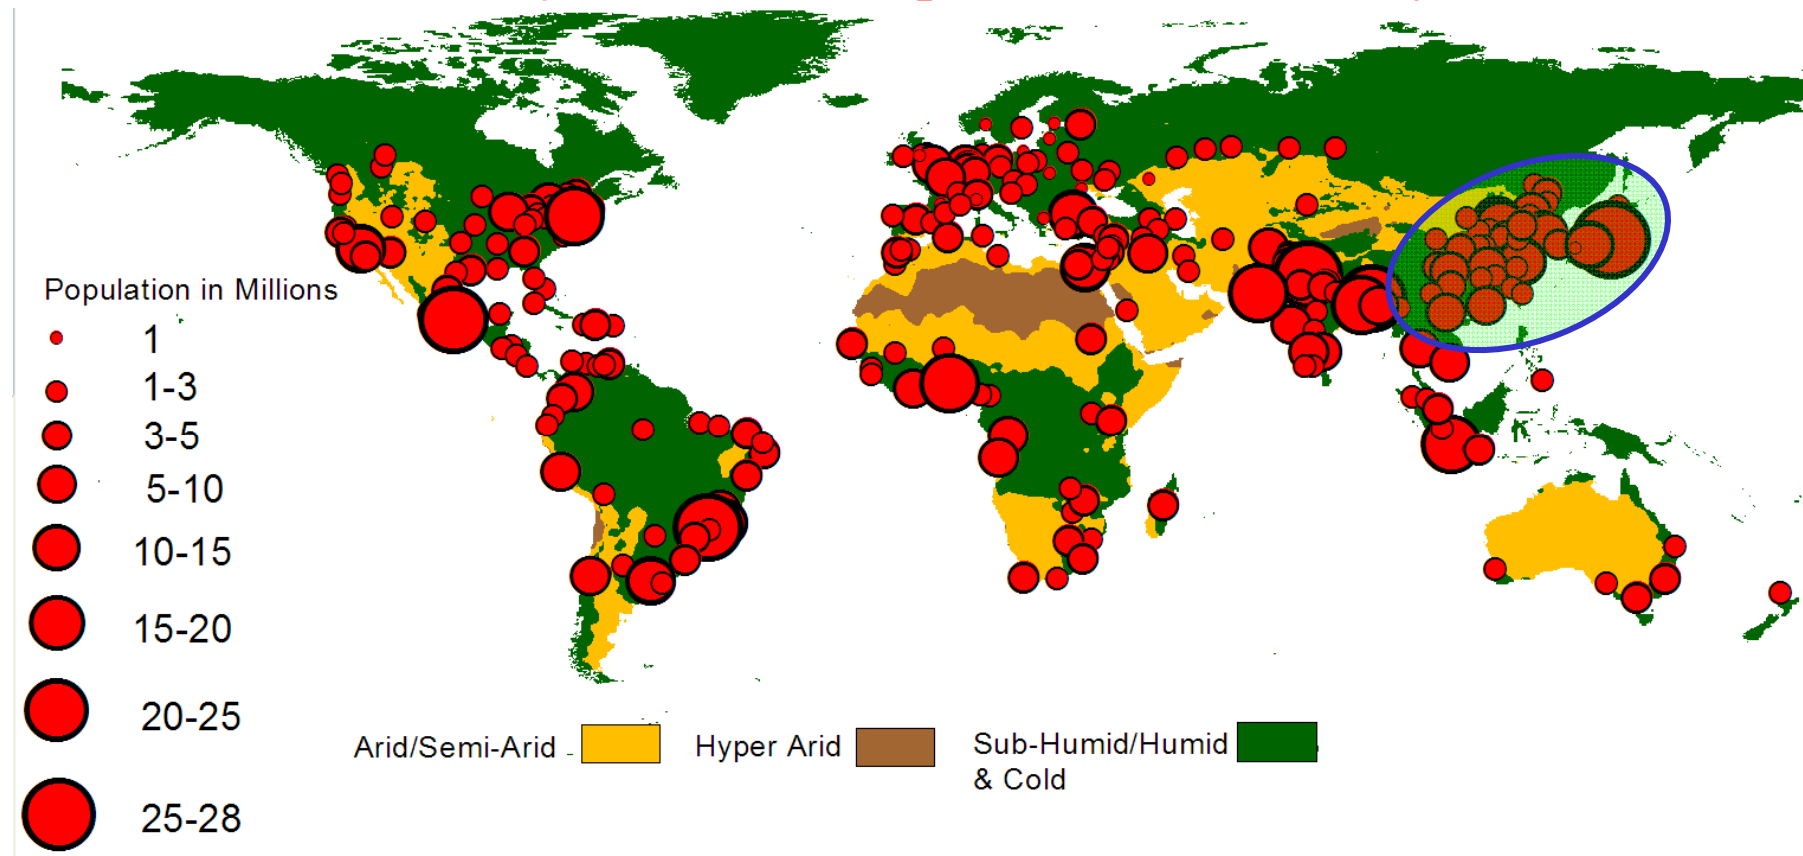 Population in Millions
1
1-3
3-5
5-10
10-15
15-20
20-25
25-28
Arid/Semi-Arid
Hyper Arid
Sub-Humid/Humid
& Cold